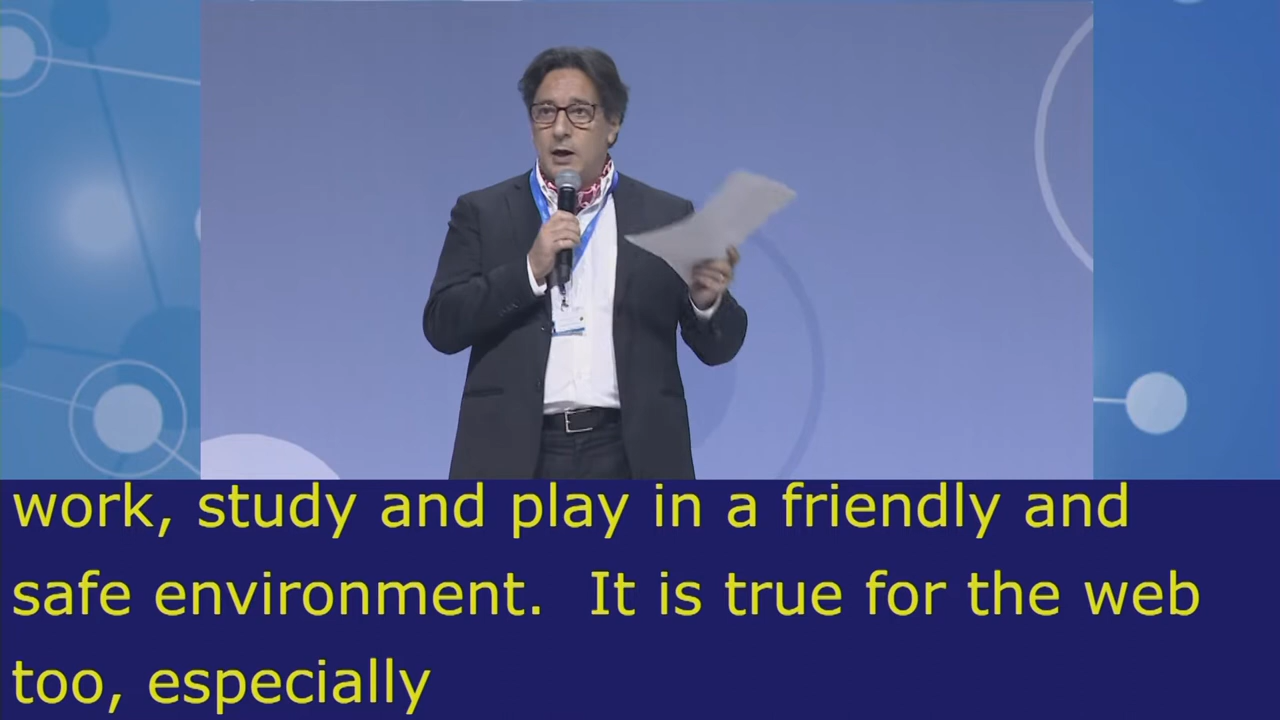 work, study and play in a friendly and
safe environment.  It is true for the web
too, especially